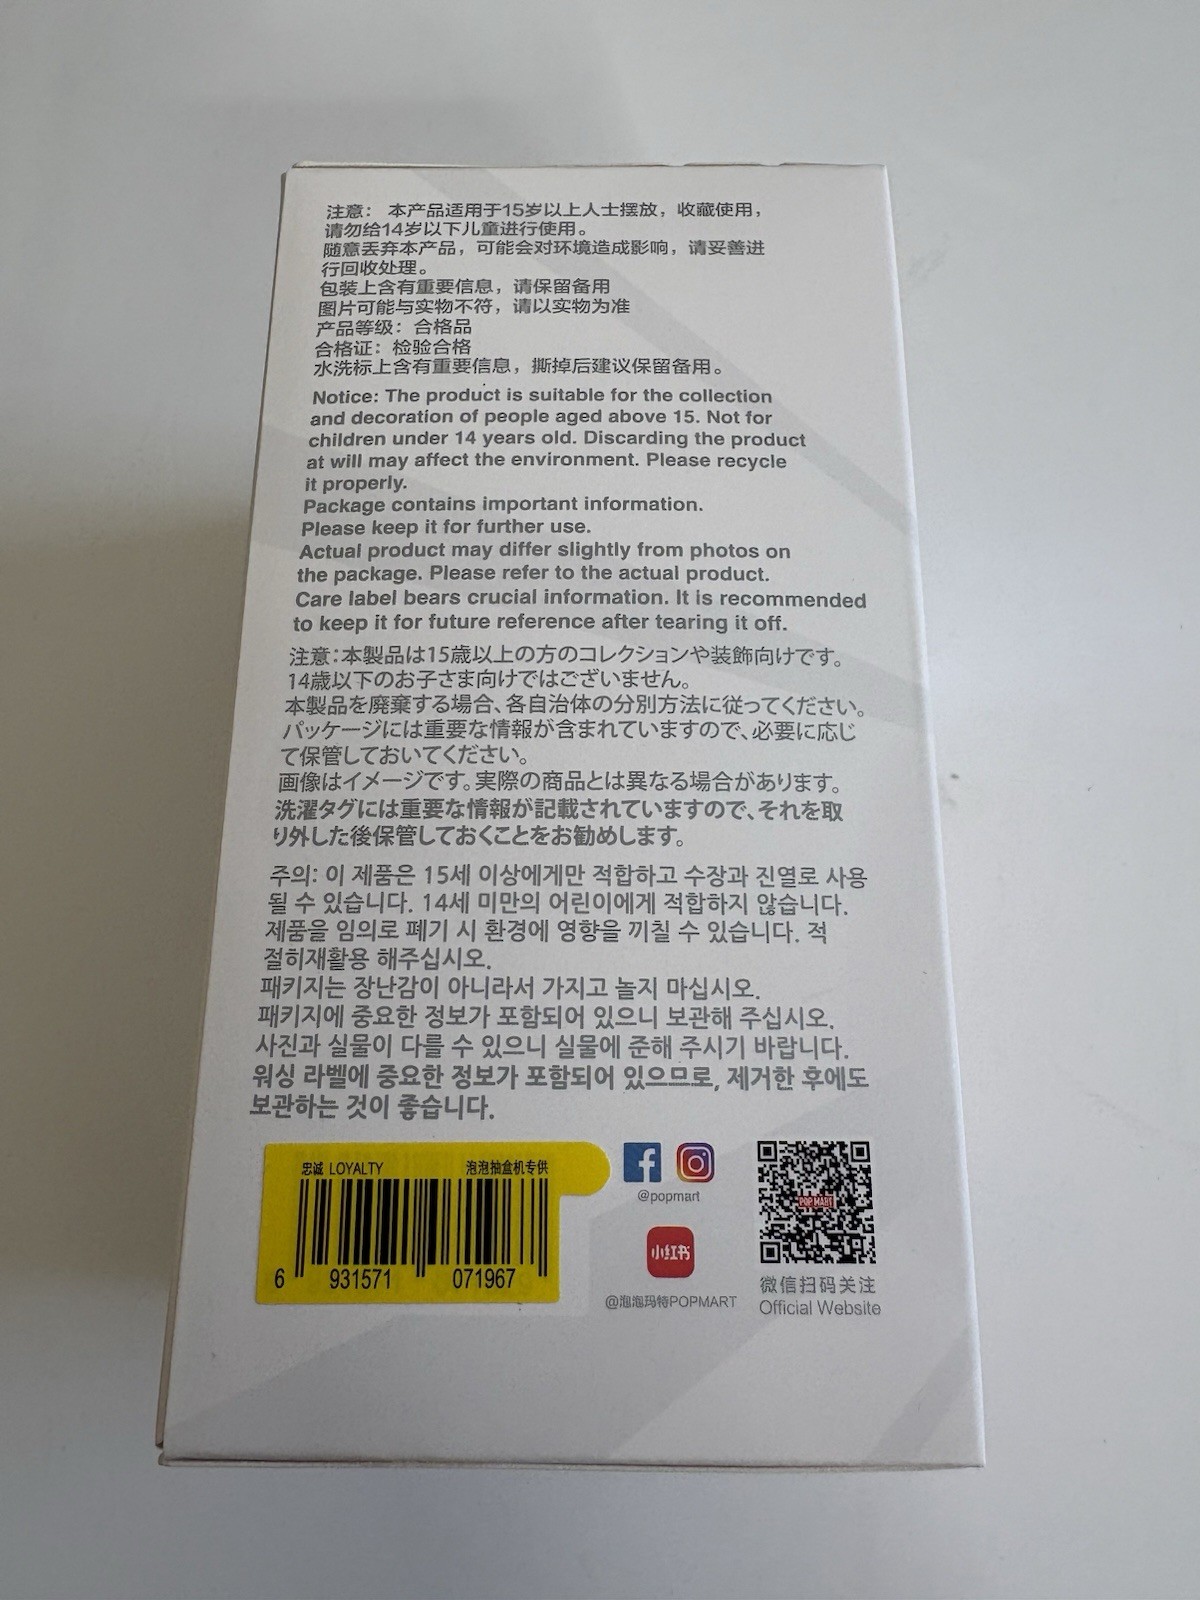 注意： 本产品适用于15岁以上人士摆放，收藏使用，
请勿给14岁以下儿童进行使用。
随意丢弃本产品，可能会对环境造成影响，请妥善进
行回收处理。
包装上含有重要信息，请保留备用
图片可能与实物不符，请以实物为准
产品等级：合格品
合格证：检验合格
水洗标上含有重要信息，撕掉后建议保留备用。
Notice: The product is suitable for the collection
and decoration of people aged above 15. Not for
children under 14 years old. Discarding the product
at will may affect the environment. Please recycle
it properly.
Package contains important information.
Please keep it for further use.
Actual product may differ slightly from photos on
the package. Please refer to the actual product.
Care label bears crucial information. It is recommended
to keep it for future reference after tearing it off.
注意：本製品は15歳以上の方のコレクションや装飾向けです。
14歳以下のお子さま向けではございません。
本製品を廃棄する場合、各自治体の分別方法に従ってください。
パッケージには重要な情報が含まれていますので、必要に応じ
て保管しておいてください。
画像はイメージです。実際の商品とは異なる場合があります。
洗濯タグには重要な情報が記載されていますので、それを取
り外した後保管しておくことをお勧めします。
주의: 이 제품은 15세 이상에게만 적합하고 수장과 진열로 사용
될 수 있습니다. 14세 미만의 어린이에게 적합하지 않습니다.
제품을 임의로 폐기 시 환경에 영향을 끼칠 수 있습니다. 적
절히재활용 해주십시오.
패키지는 장난감이 아니라서 가지고 놀지 마십시오.
패키지에 중요한 정보가 포함되어 있으니 보관해 주십시오.
사진과 실물이 다를 수 있으니 실물에 준해 주시기 바랍니다.
워싱 라벨에 중요한 정보가 포함되어 있으므로, 제거한 후에도
보관하는 것이 좋습니다.
忠诚 LOYALTY 泡泡抽盒机专供
6 931571 071967
@popmart
小红书
@泡泡玛特POPMART
POP MART
微信扫码关注
Official Website